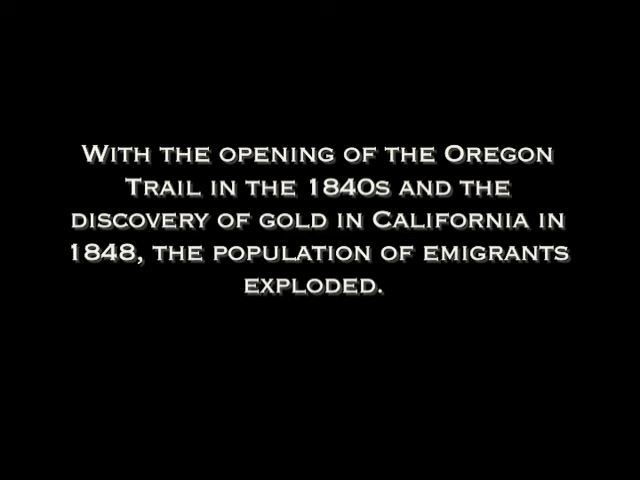 With the opening of the Oregon
Trail in the 1840s and the
discovery of gold in California in
1848, the population of emigrants
exploded.